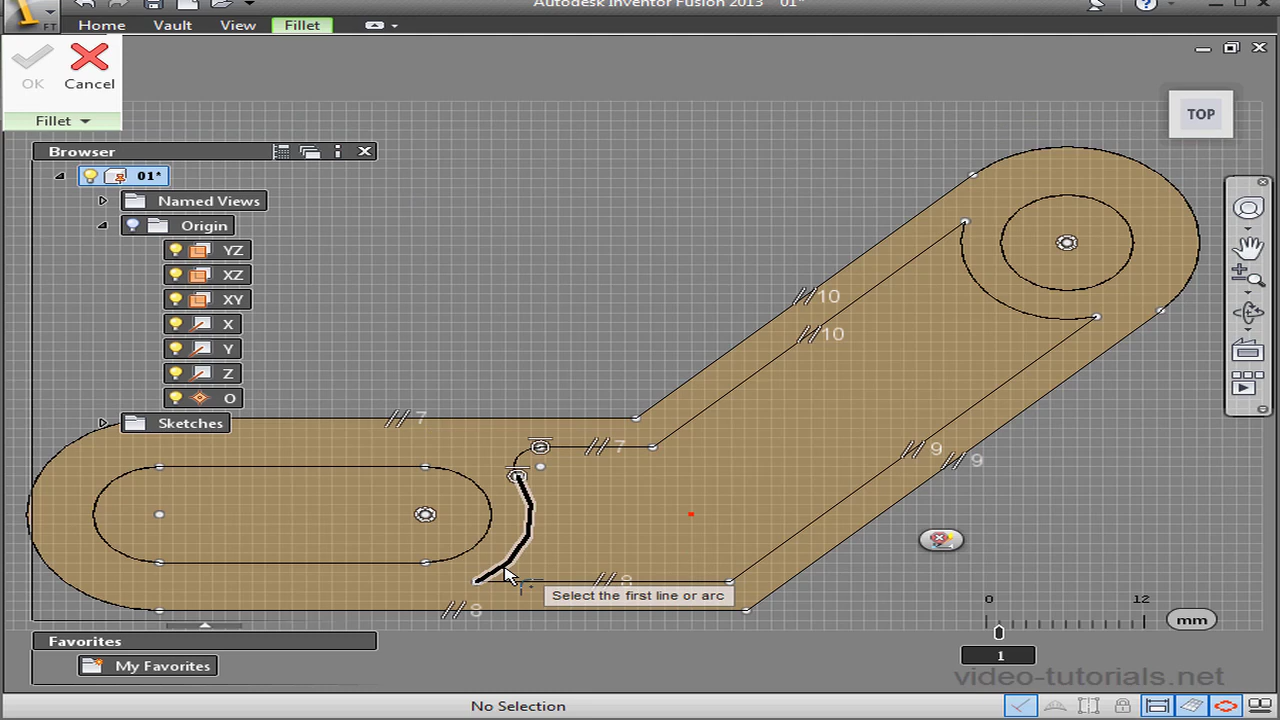 Autodesk Inventor Fusion 2013 01*
FT
Home Vault View Fillet
OK Cancel
Fillet
TOP
Browser
01*
Named Views
Origin
YZ
XZ
XY
X
Y
Z
O
Sketches
10
10
7
7
9
9
8
8
Select the first line or arc
0 12
mm
1
Favorites
My Favorites
video-tutorials.net
No Selection